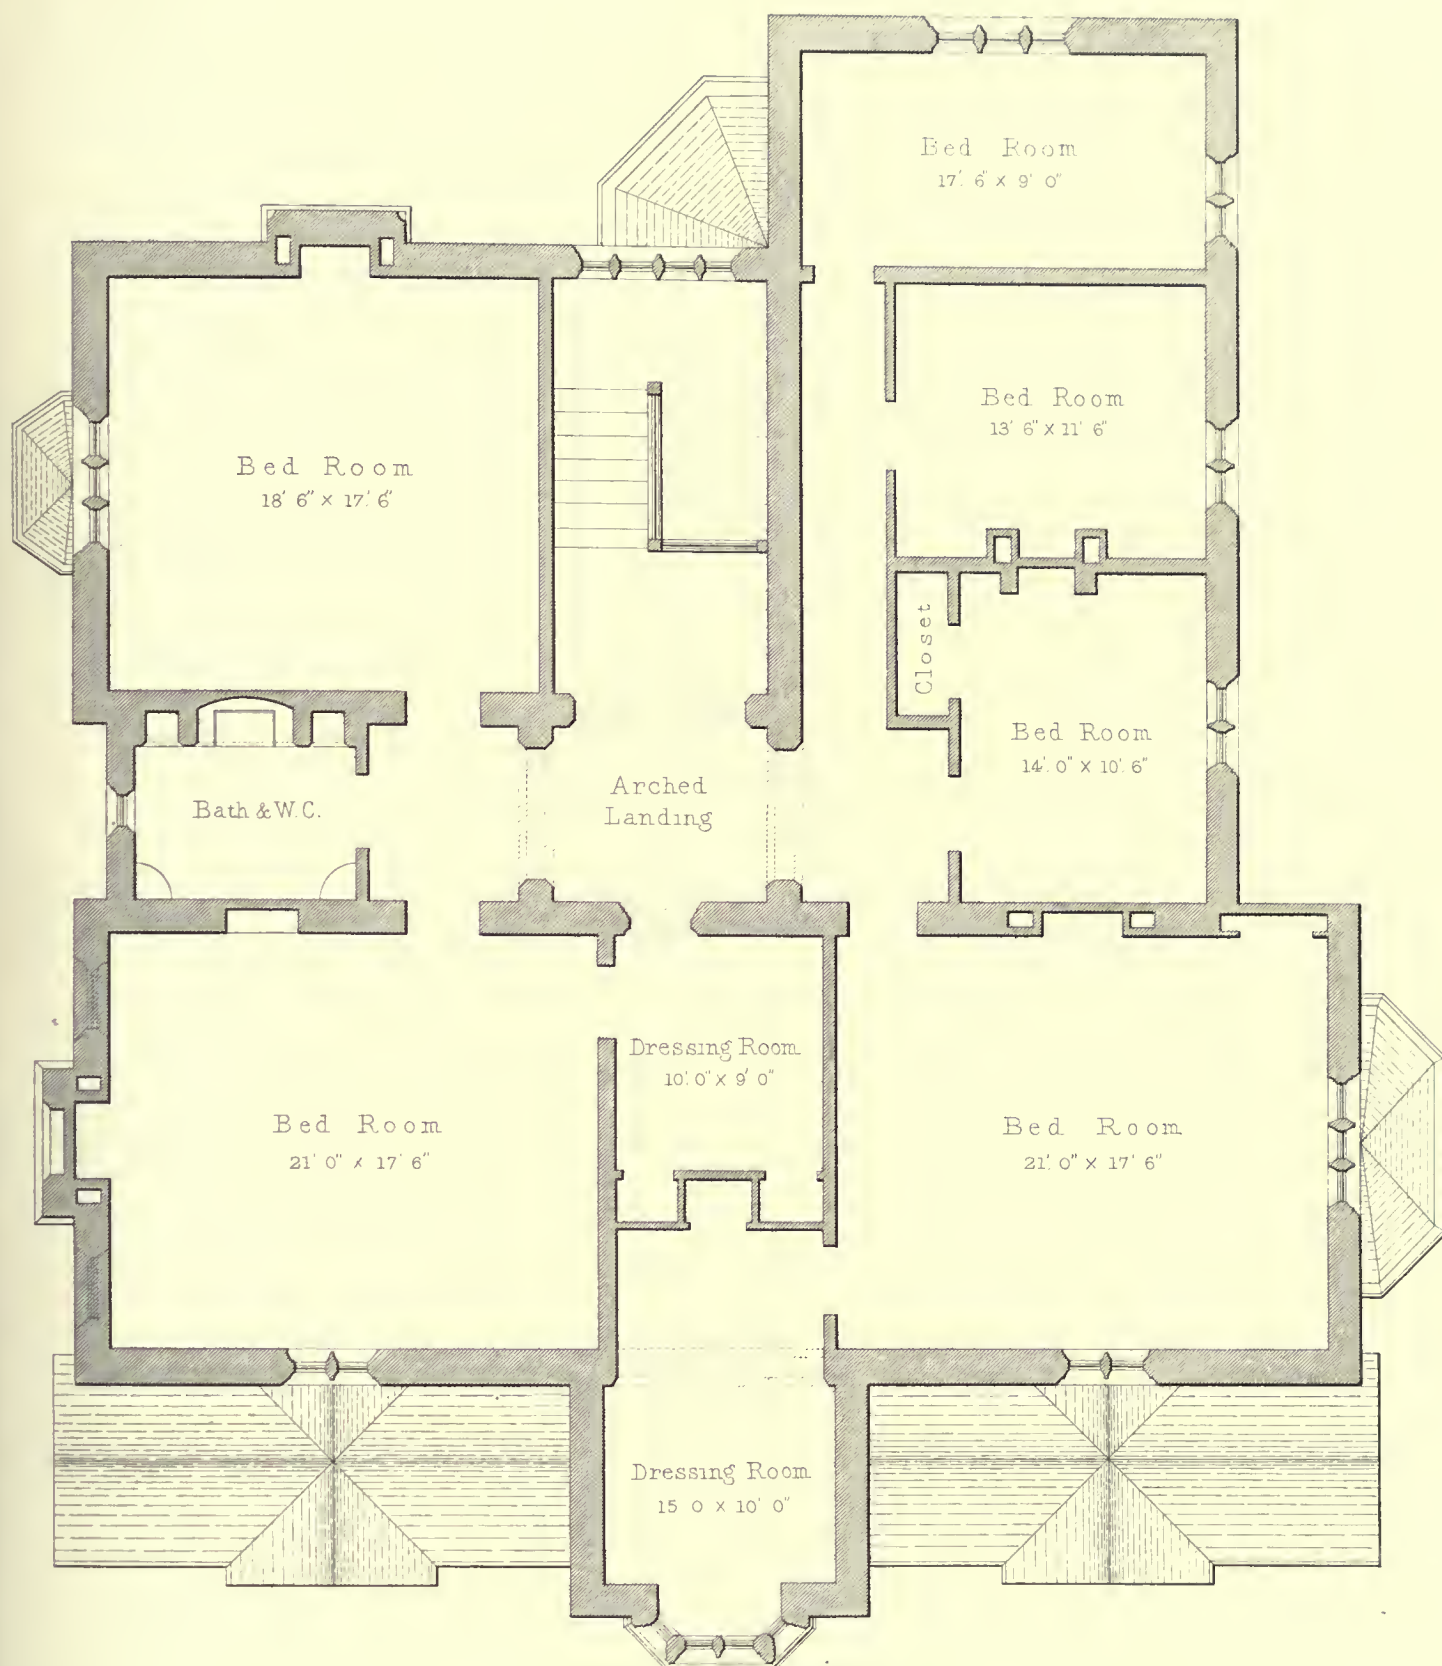 Bed Room
17'. 6" × 9' 0"
Bed Room
13' 6" × 11' 6"
Bed Room
18' 6" × 17'. 6"
Closet
Bed Room
14'. 0" × 10'. 6"
Arched
Landing
Bath & W.C.
Dressing Room
10'. 0" × 9' 0"
Bed Room
21' 0" × 17' 6"
Bed Room
21'. 0" × 17' 6"
Dressing Room
15 0 × 10' 0"